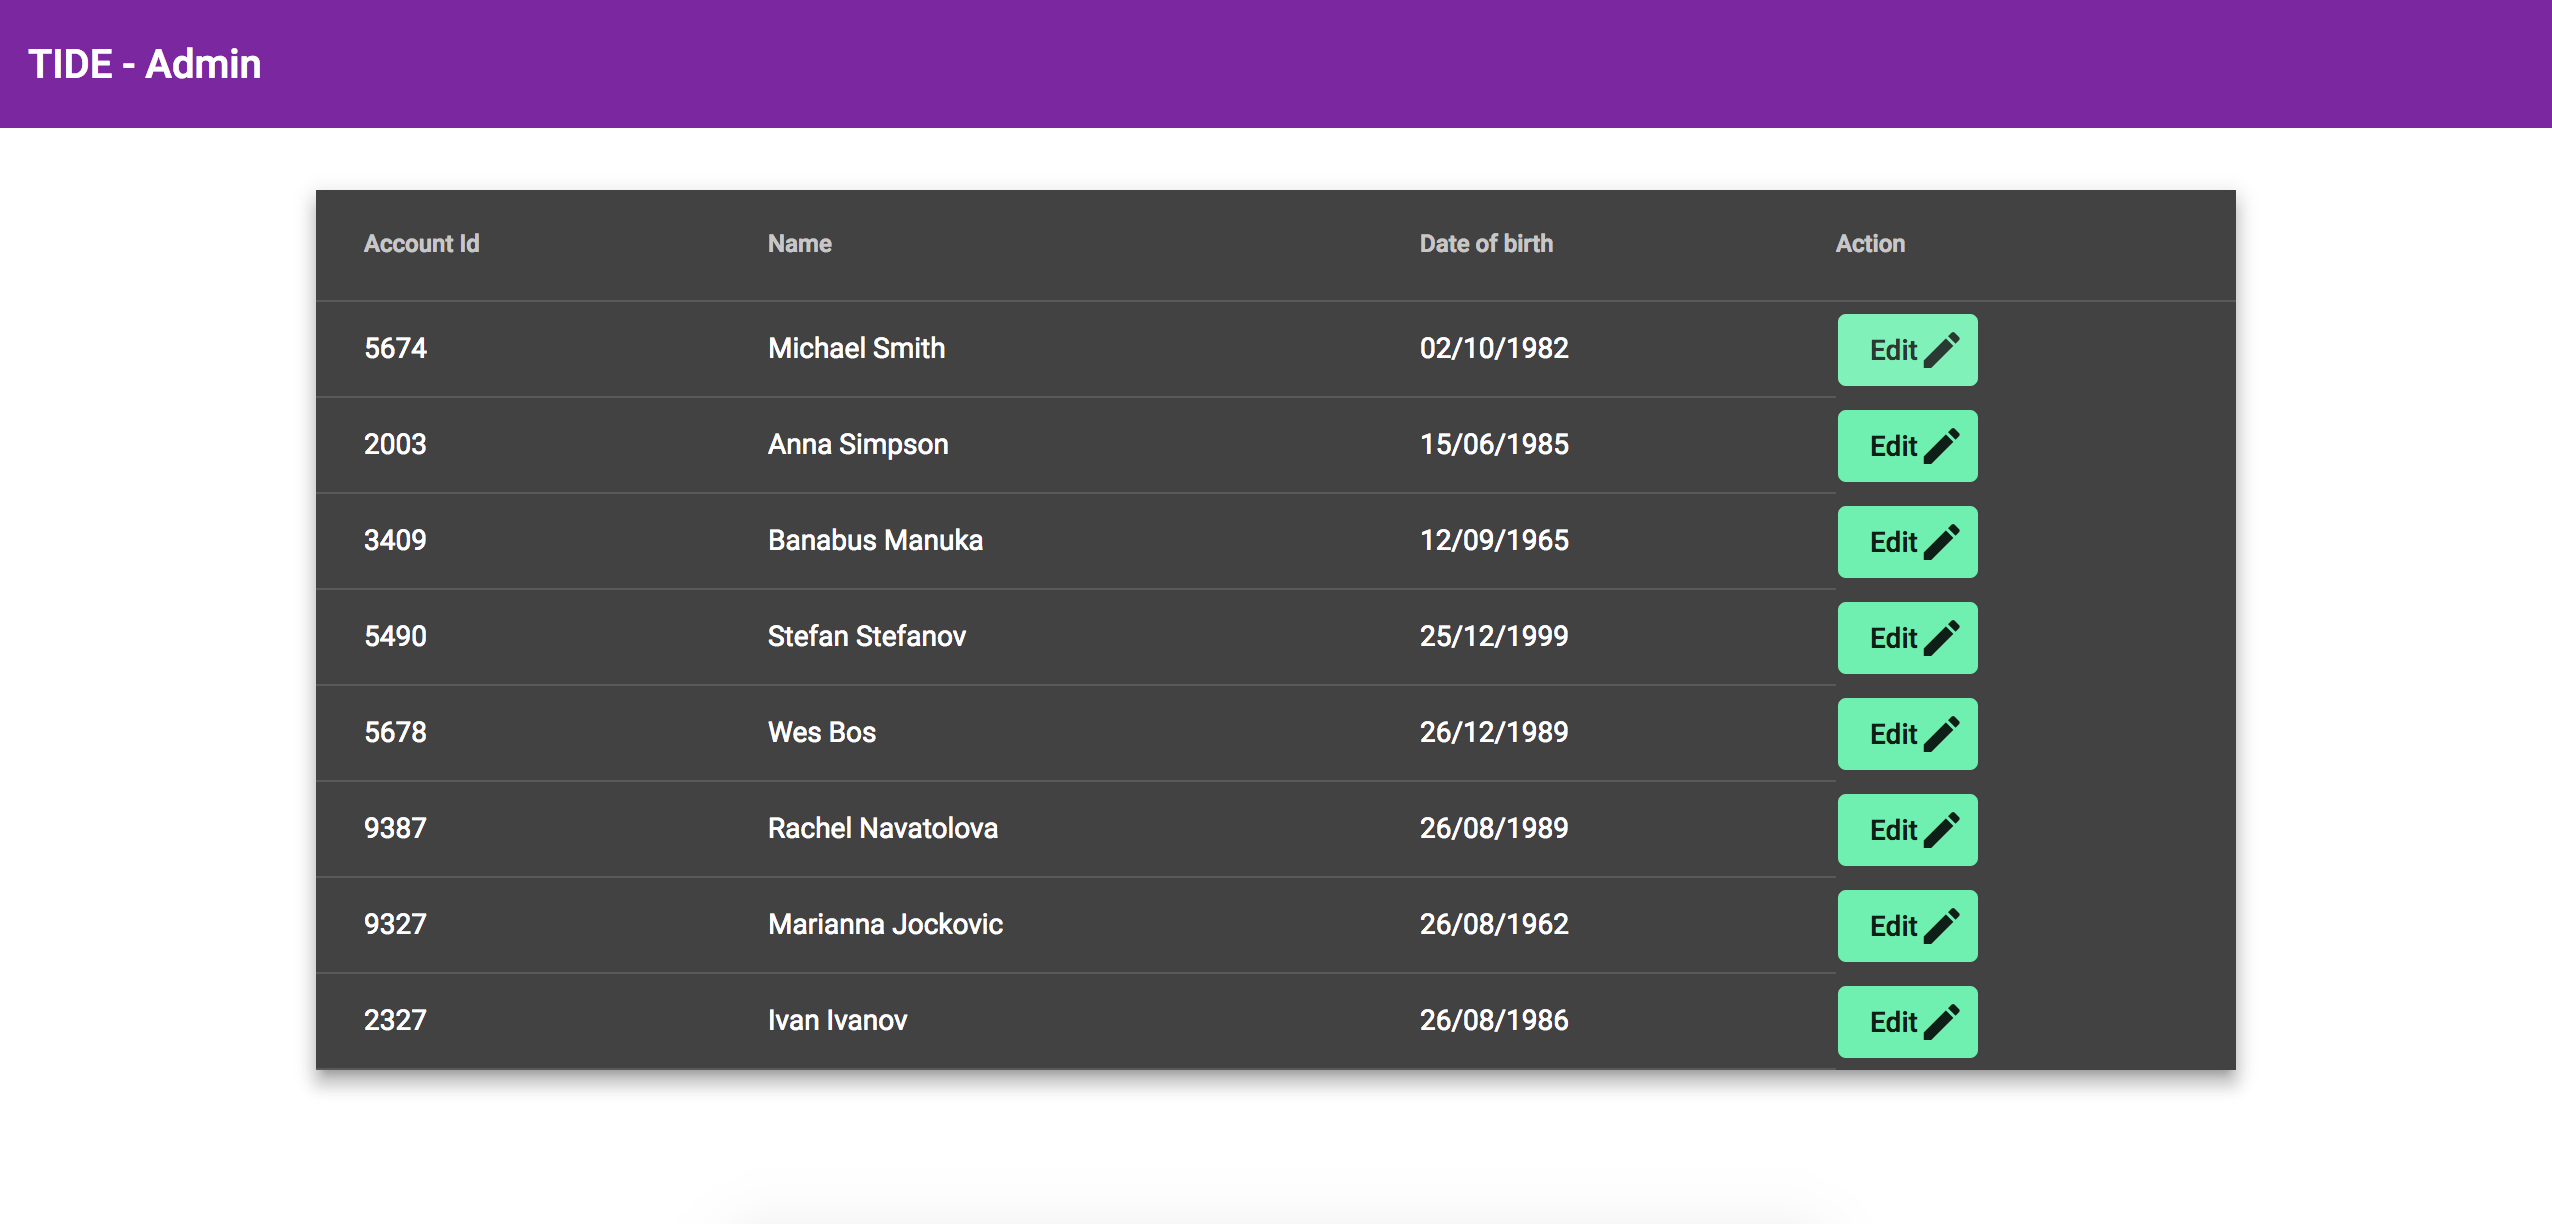 TIDE - Admin
Account Id Name Date of birth Action
5674 Michael Smith 02/10/1982 Edit
2003 Anna Simpson 15/06/1985 Edit
3409 Banabus Manuka 12/09/1965 Edit
5490 Stefan Stefanov 25/12/1999 Edit
5678 Wes Bos 26/12/1989 Edit
9387 Rachel Navatolova 26/08/1989 Edit
9327 Marianna Jockovic 26/08/1962 Edit
2327 Ivan Ivanov 26/08/1986 Edit